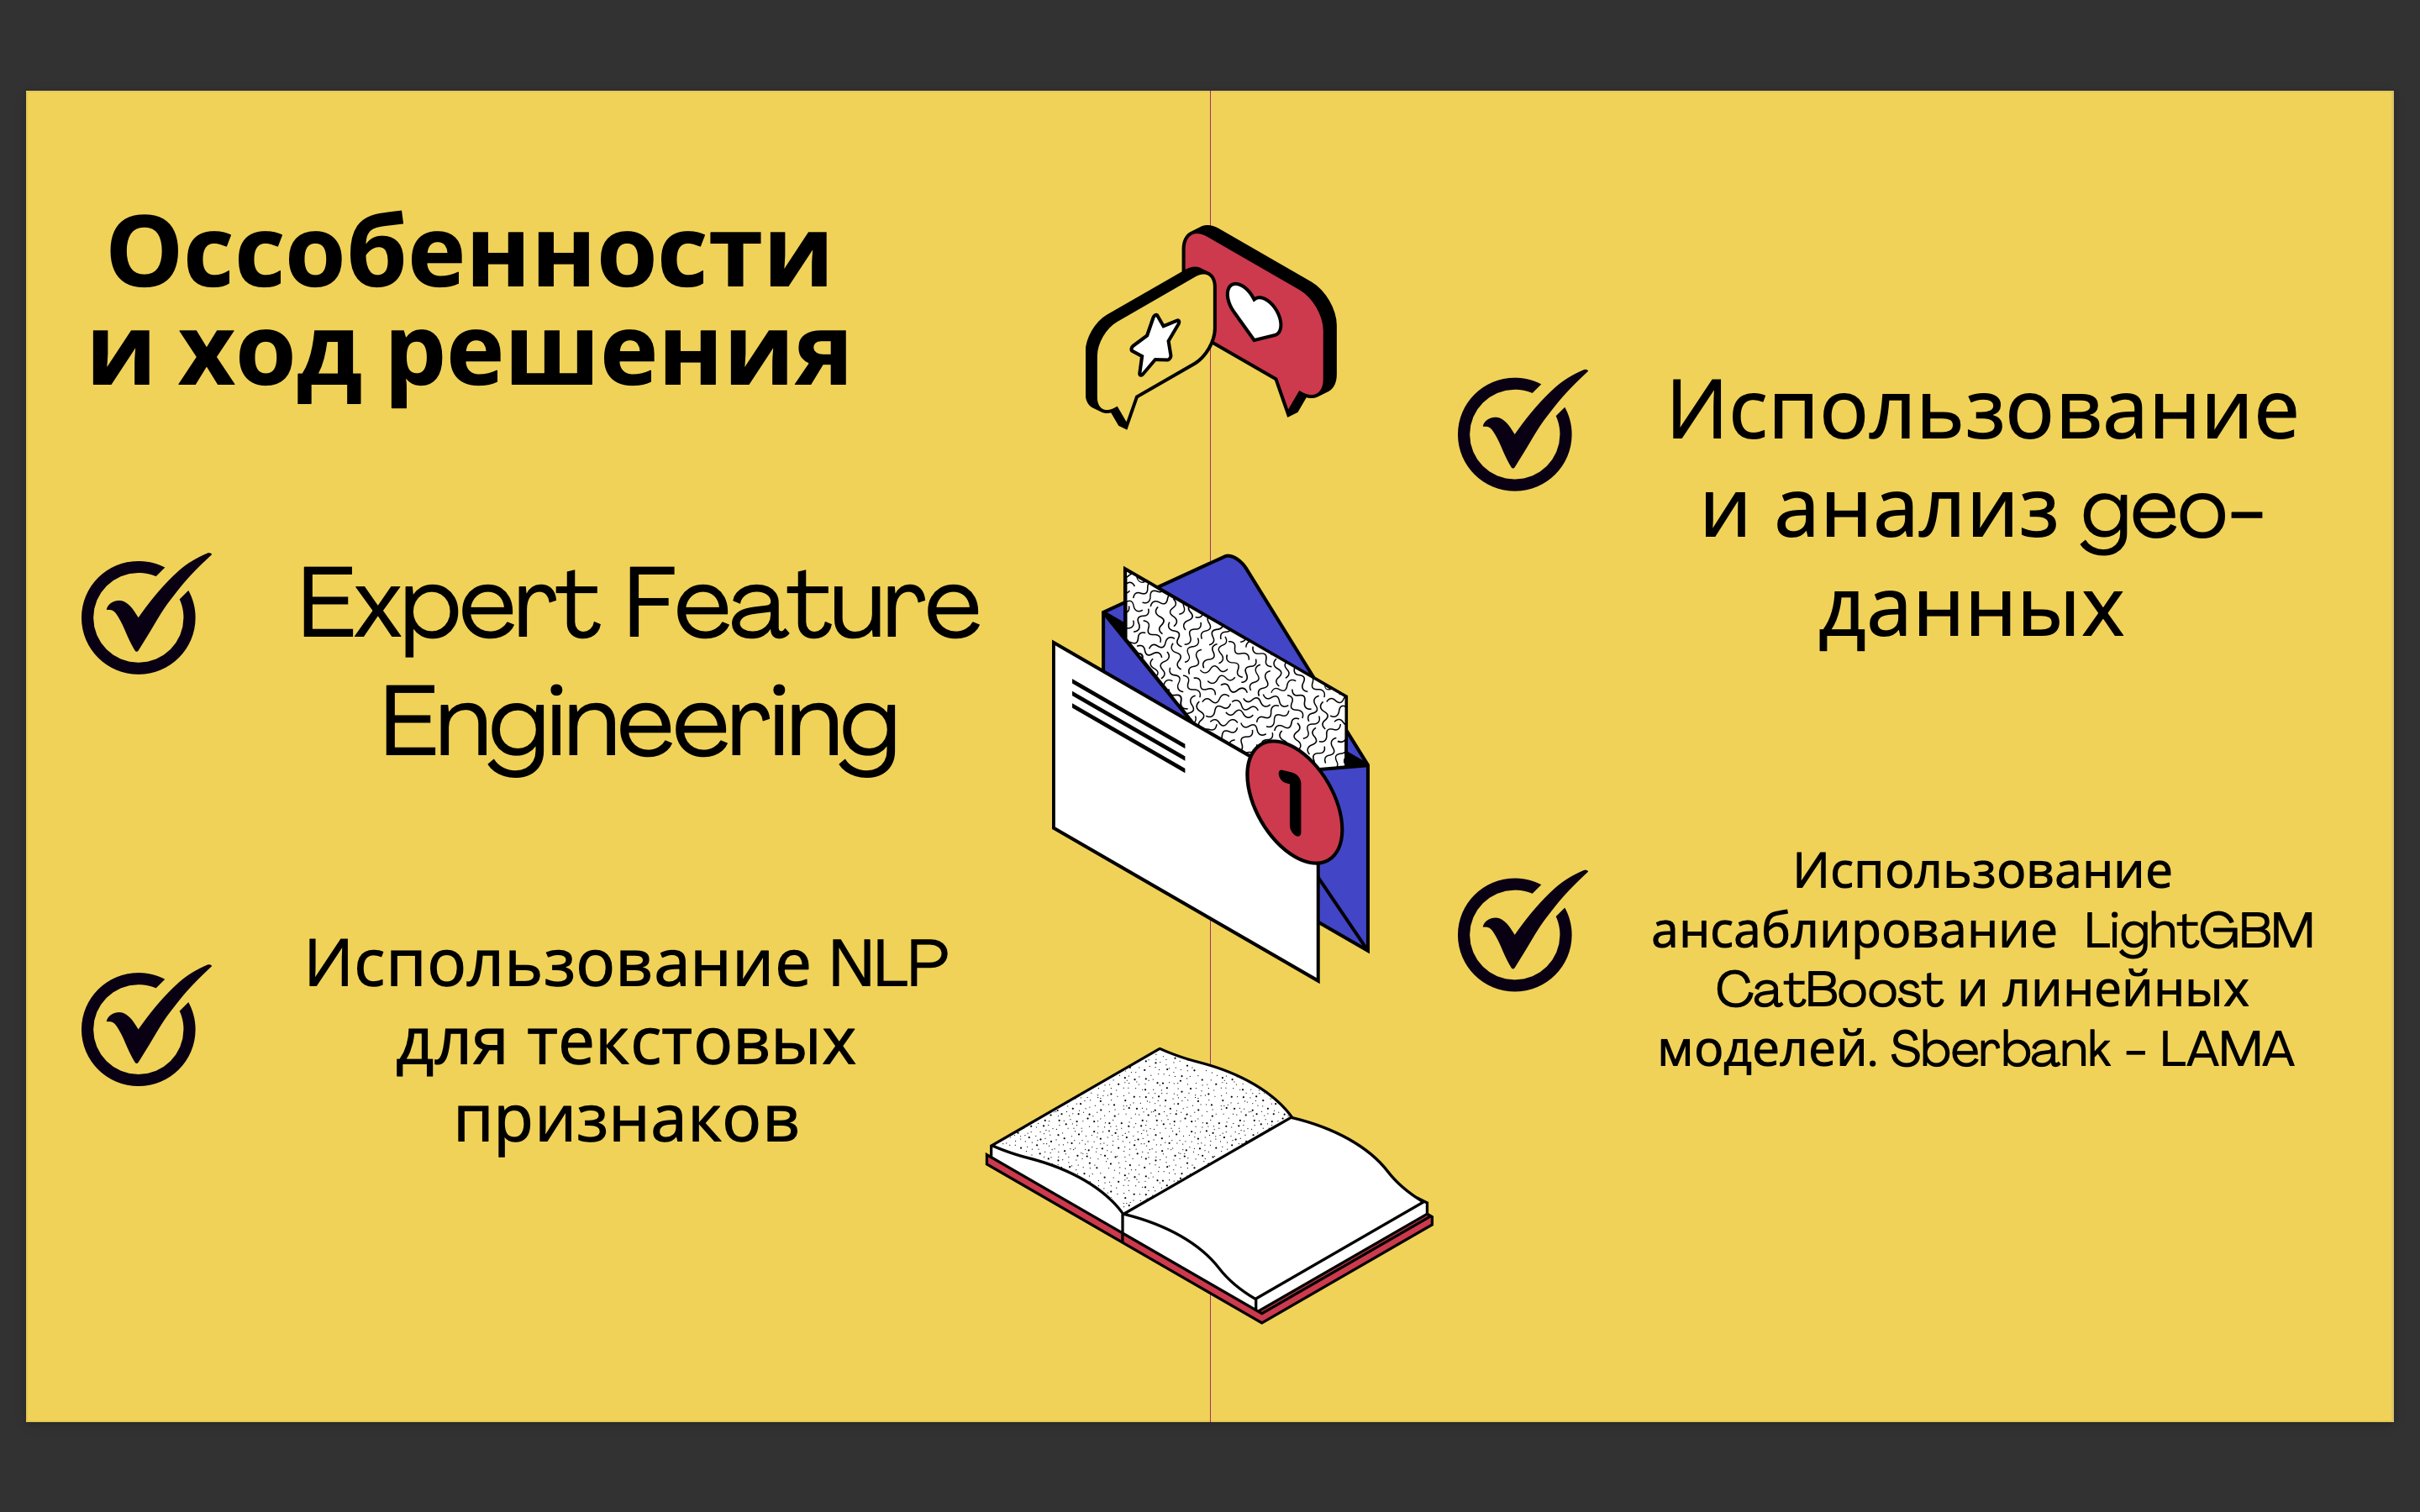 Оссобенности
и ход решения
Expert Feature
Engineering
Использование NLP
для текстовых
признаков
1
Использование
и анализ geo-
данных
Использование
ансаблирование LightGBM
CatBoost и линейных
моделей. Sberbank - LAMA